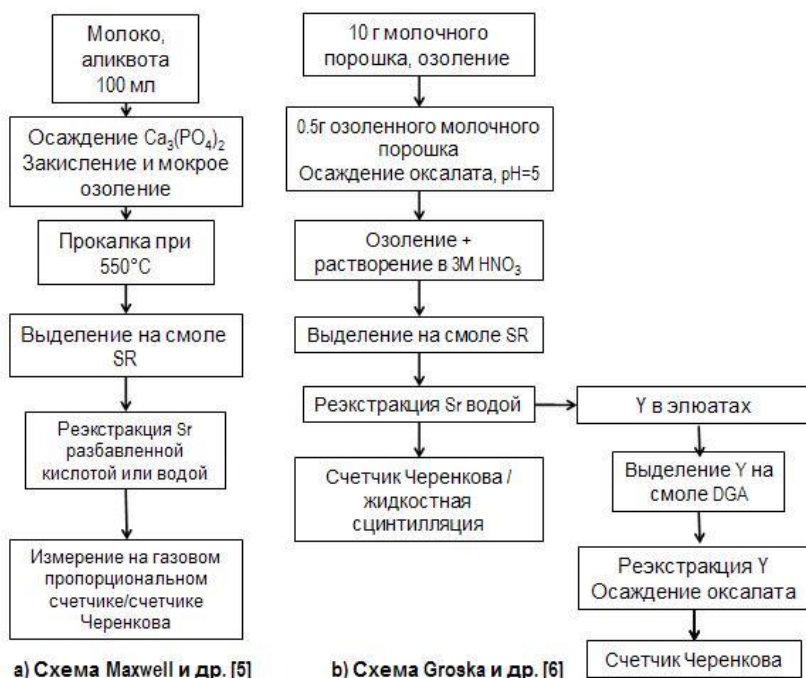 Молоко,
аликвота
100 мл
Осаждение Ca₃(PO₄)₂
Закисление и мокрое
озоление
Прокалка при
550°C
Выделение на смоле
SR
Реэкстракция Sr
разбавленной
кислотой или водой
Измерение на газовом
пропорциональном
счетчике/счетчике
Черенкова
a) Схема Maxwell и др. [5]
10 г молочного
порошка, озоление
0.5г озоленного молочного
порошка
Осаждение оксалата, pH=5
Озоление +
растворение в 3М HNO₃
Выделение на смоле SR
Реэкстракция Sr водой
Счетчик Черенкова /
жидкостная
сцинтилляция
Y в элюатах
Выделение Y на
смоле DGA
Реэкстракция Y
Осаждение оксалата
Счетчик Черенкова
b) Схема Groska и др. [6]